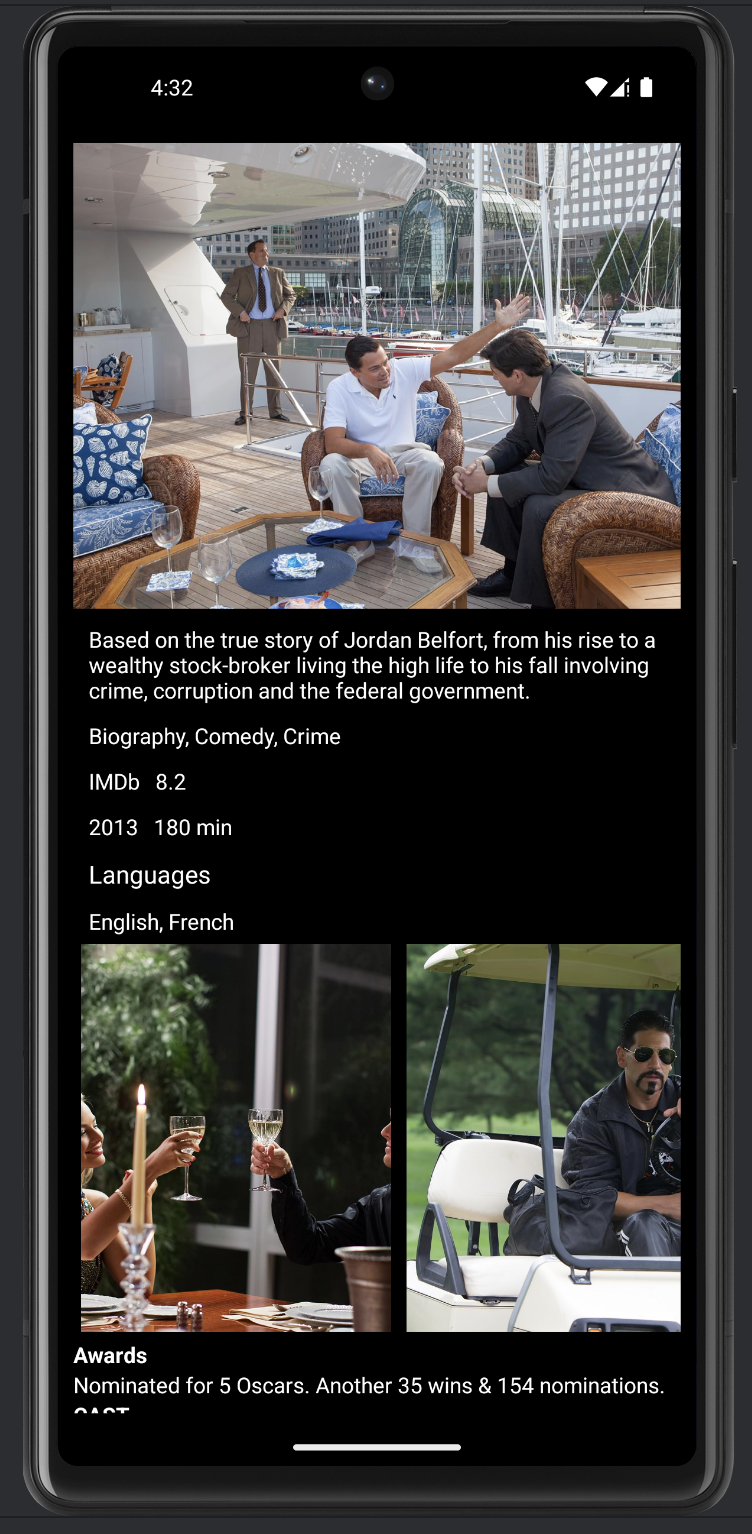 4:32
Based on the true story of Jordan Belfort, from his rise to a
wealthy stock-broker living the high life to his fall involving
crime, corruption and the federal government.
Biography, Comedy, Crime
IMDb 8.2
2013 180 min
Languages
English, French
Awards
Nominated for 5 Oscars. Another 35 wins & 154 nominations.
CAST